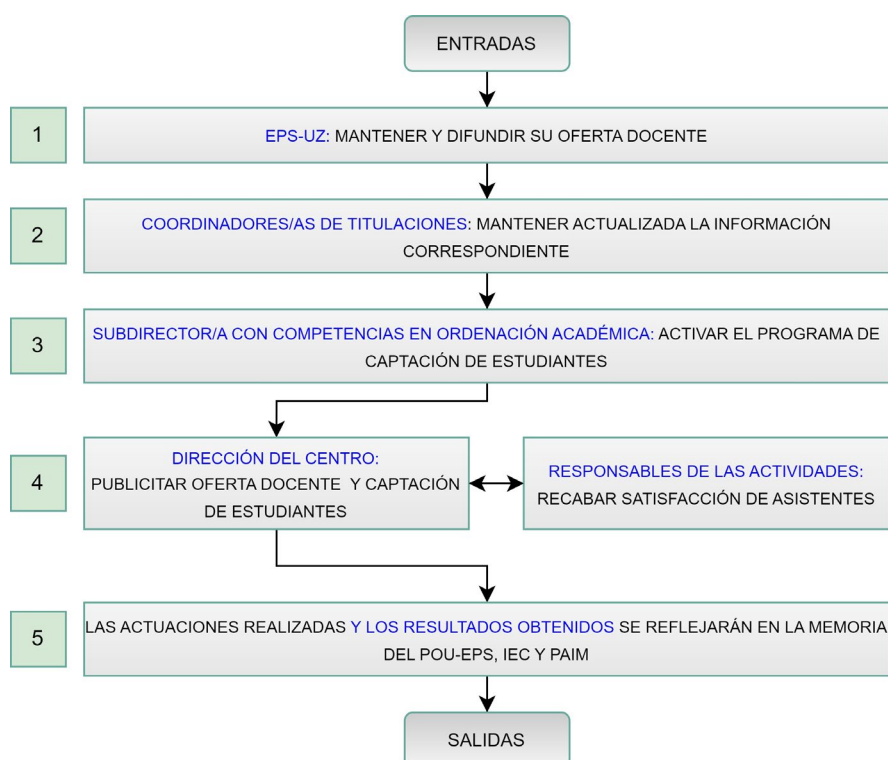 ENTRADAS
1
EPS-UZ: MANTENER Y DIFUNDIR SU OFERTA DOCENTE
2
COORDINADORES/AS DE TITULACIONES: MANTENER ACTUALIZADA LA INFORMACIÓN
CORRESPONDIENTE
3
SUBDIRECTOR/A CON COMPETENCIAS EN ORDENACIÓN ACADÉMICA: ACTIVAR EL PROGRAMA DE
CAPTACIÓN DE ESTUDIANTES
4
DIRECCIÓN DEL CENTRO:
PUBLICITAR OFERTA DOCENTE Y CAPTACIÓN
DE ESTUDIANTES
RESPONSABLES DE LAS ACTIVIDADES:
RECABAR SATISFACCIÓN DE ASISTENTES
5
LAS ACTUACIONES REALIZADAS Y LOS RESULTADOS OBTENIDOS SE REFLEJARÁN EN LA MEMORIA
DEL POU-EPS, IEC Y PAIM
SALIDAS